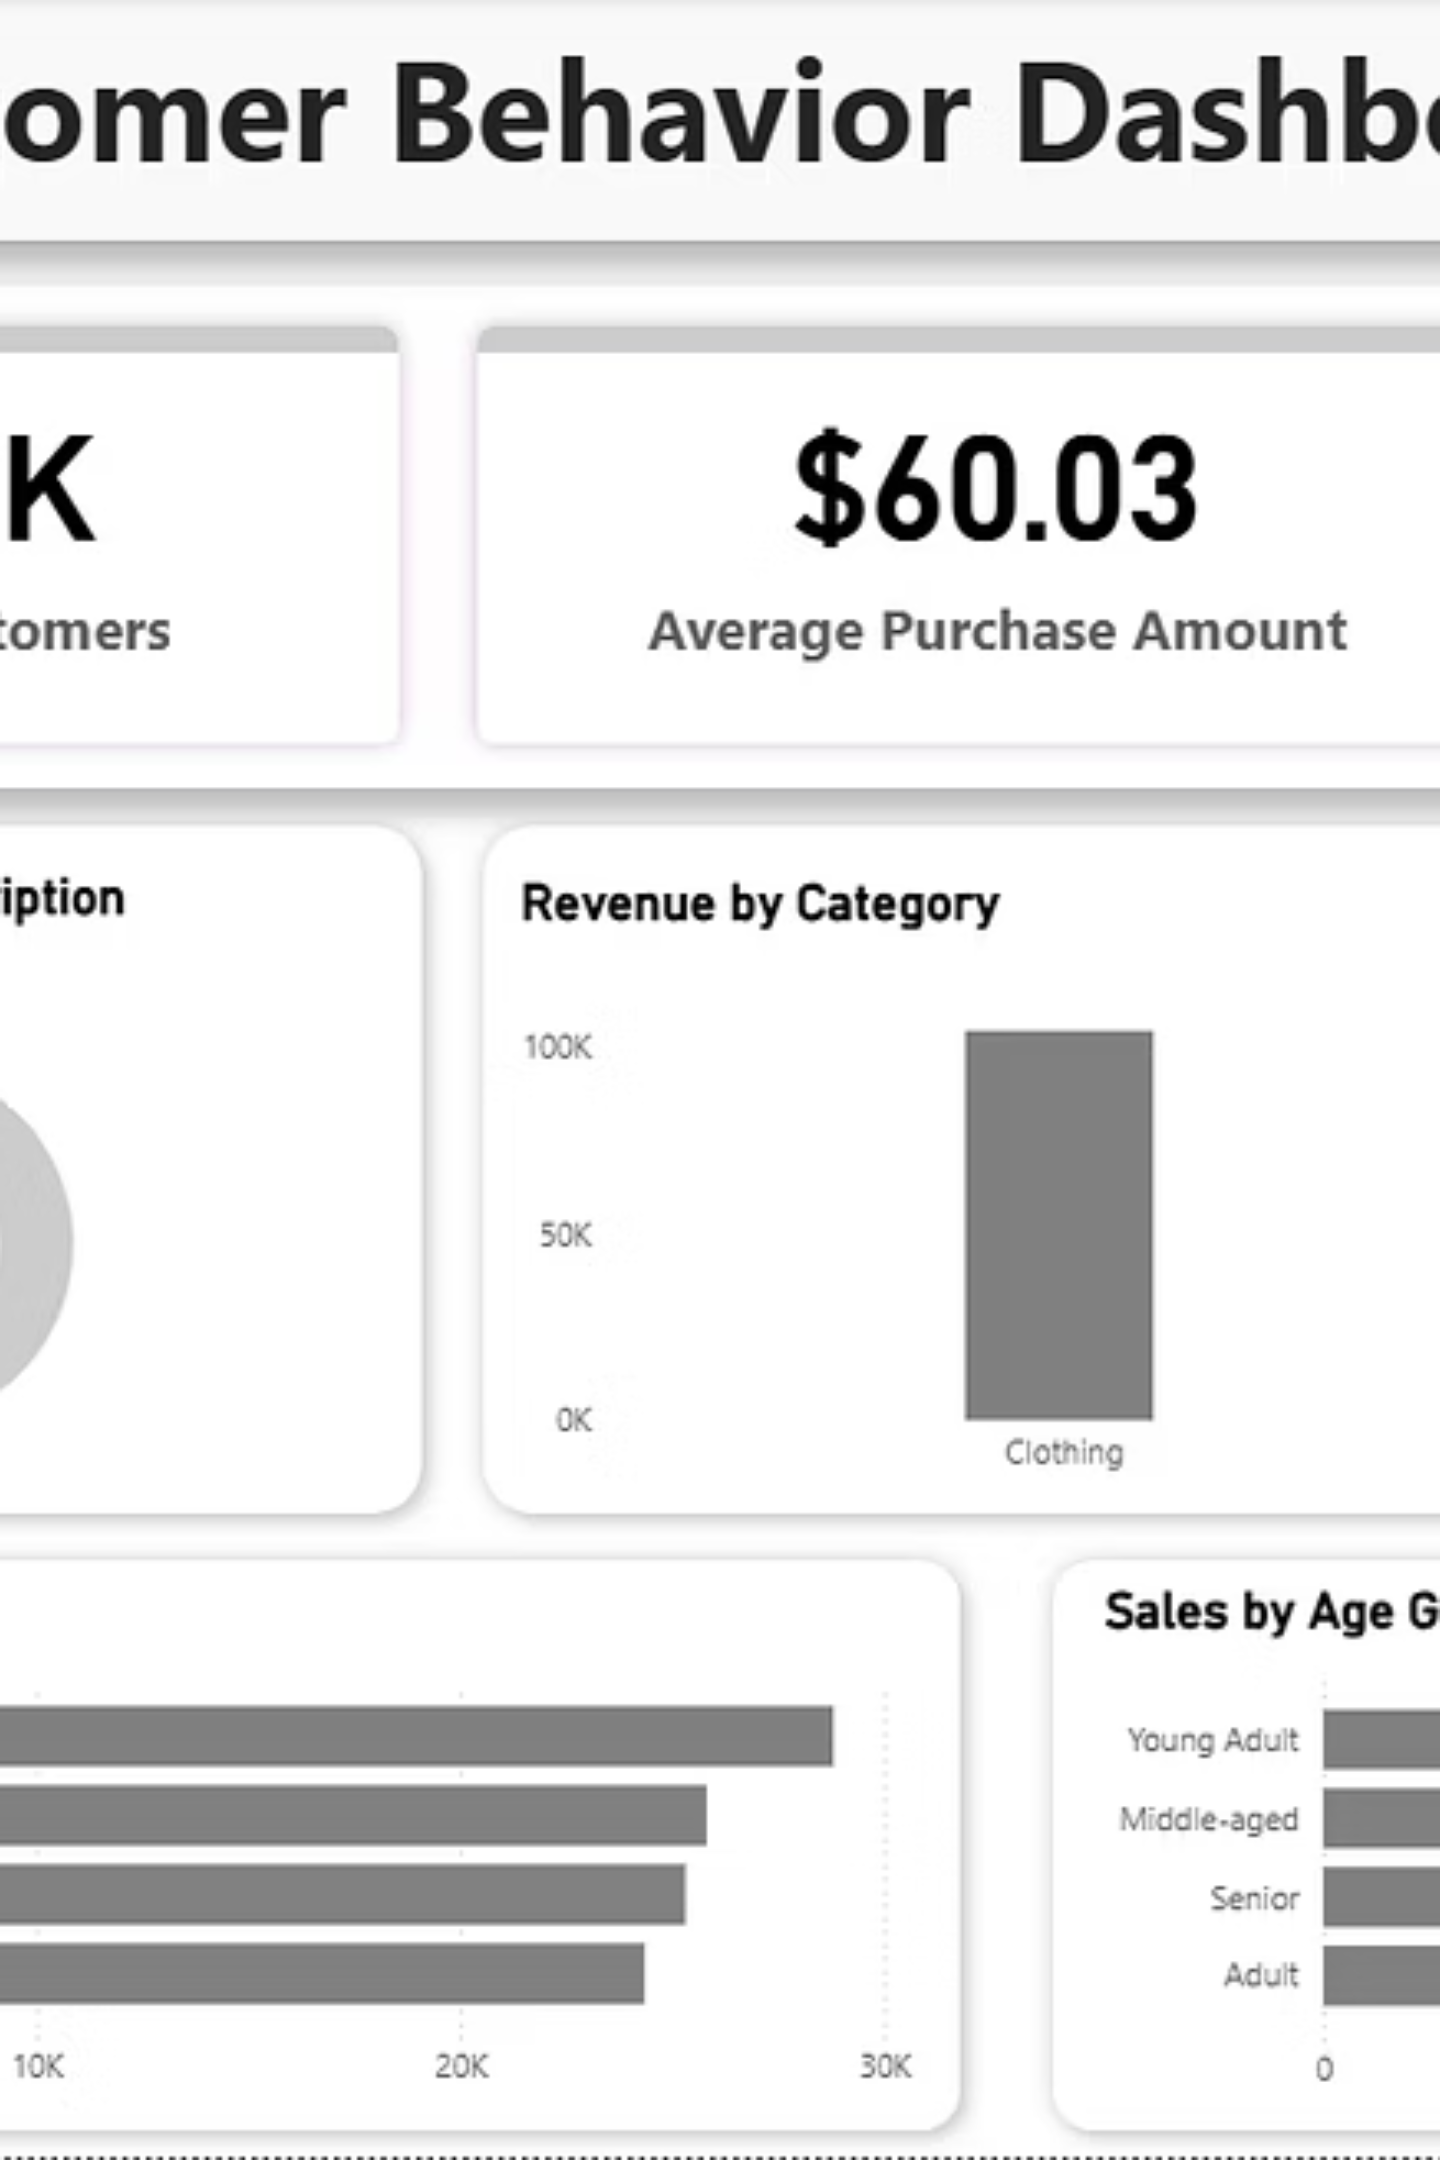 omer Behavior Dashb
K
tomers
$60.03
Average Purchase Amount
iption
Revenue by Category
100K
50K
0K
Clothing
10K
20K
30K
Sales by Age G
Young Adult
Middle-aged
Senior
Adult
0